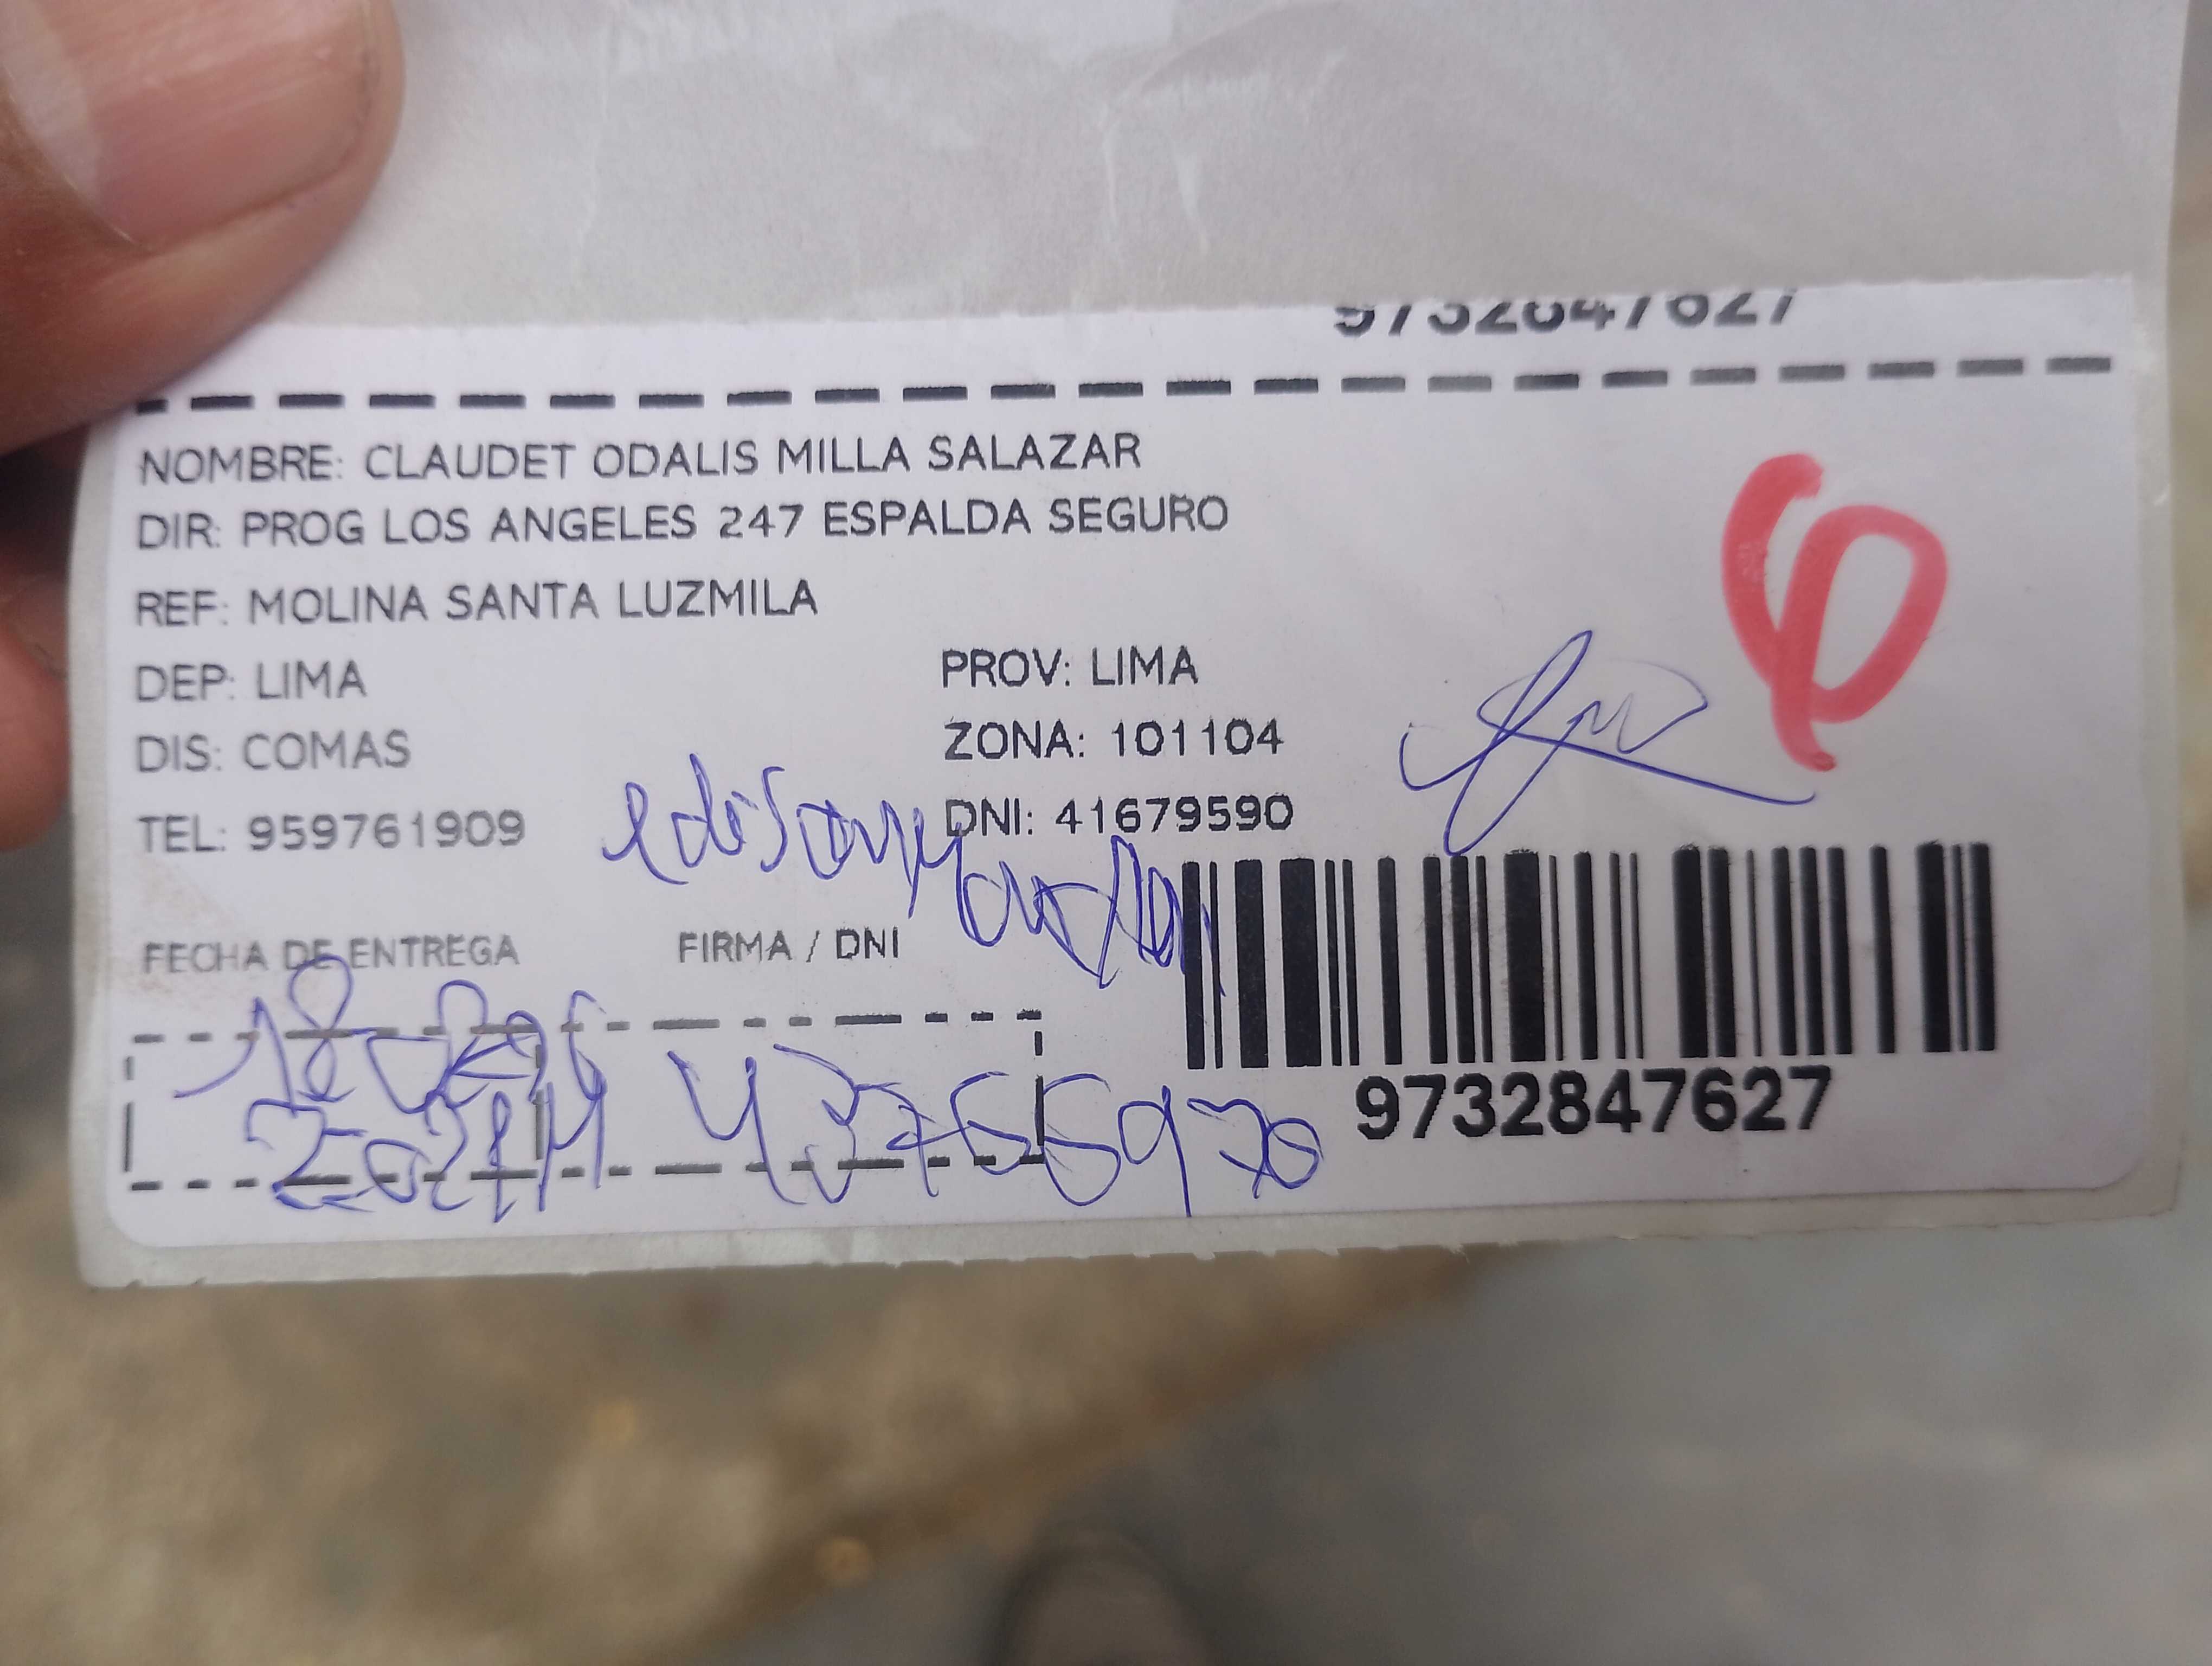 9732847627
NOMBRE: CLAUDET ODALIS MILLA SALAZAR
DIR: PROG LOS ANGELES 247 ESPALDA SEGURO
REF: MOLINA SANTA LUZMILA
DEP: LIMA PROV: LIMA
DIS: COMAS ZONA: 101104
TEL: 959761909 DNI: 41679590
edison
FECHA DE ENTREGA FIRMA / DNI
9732847627